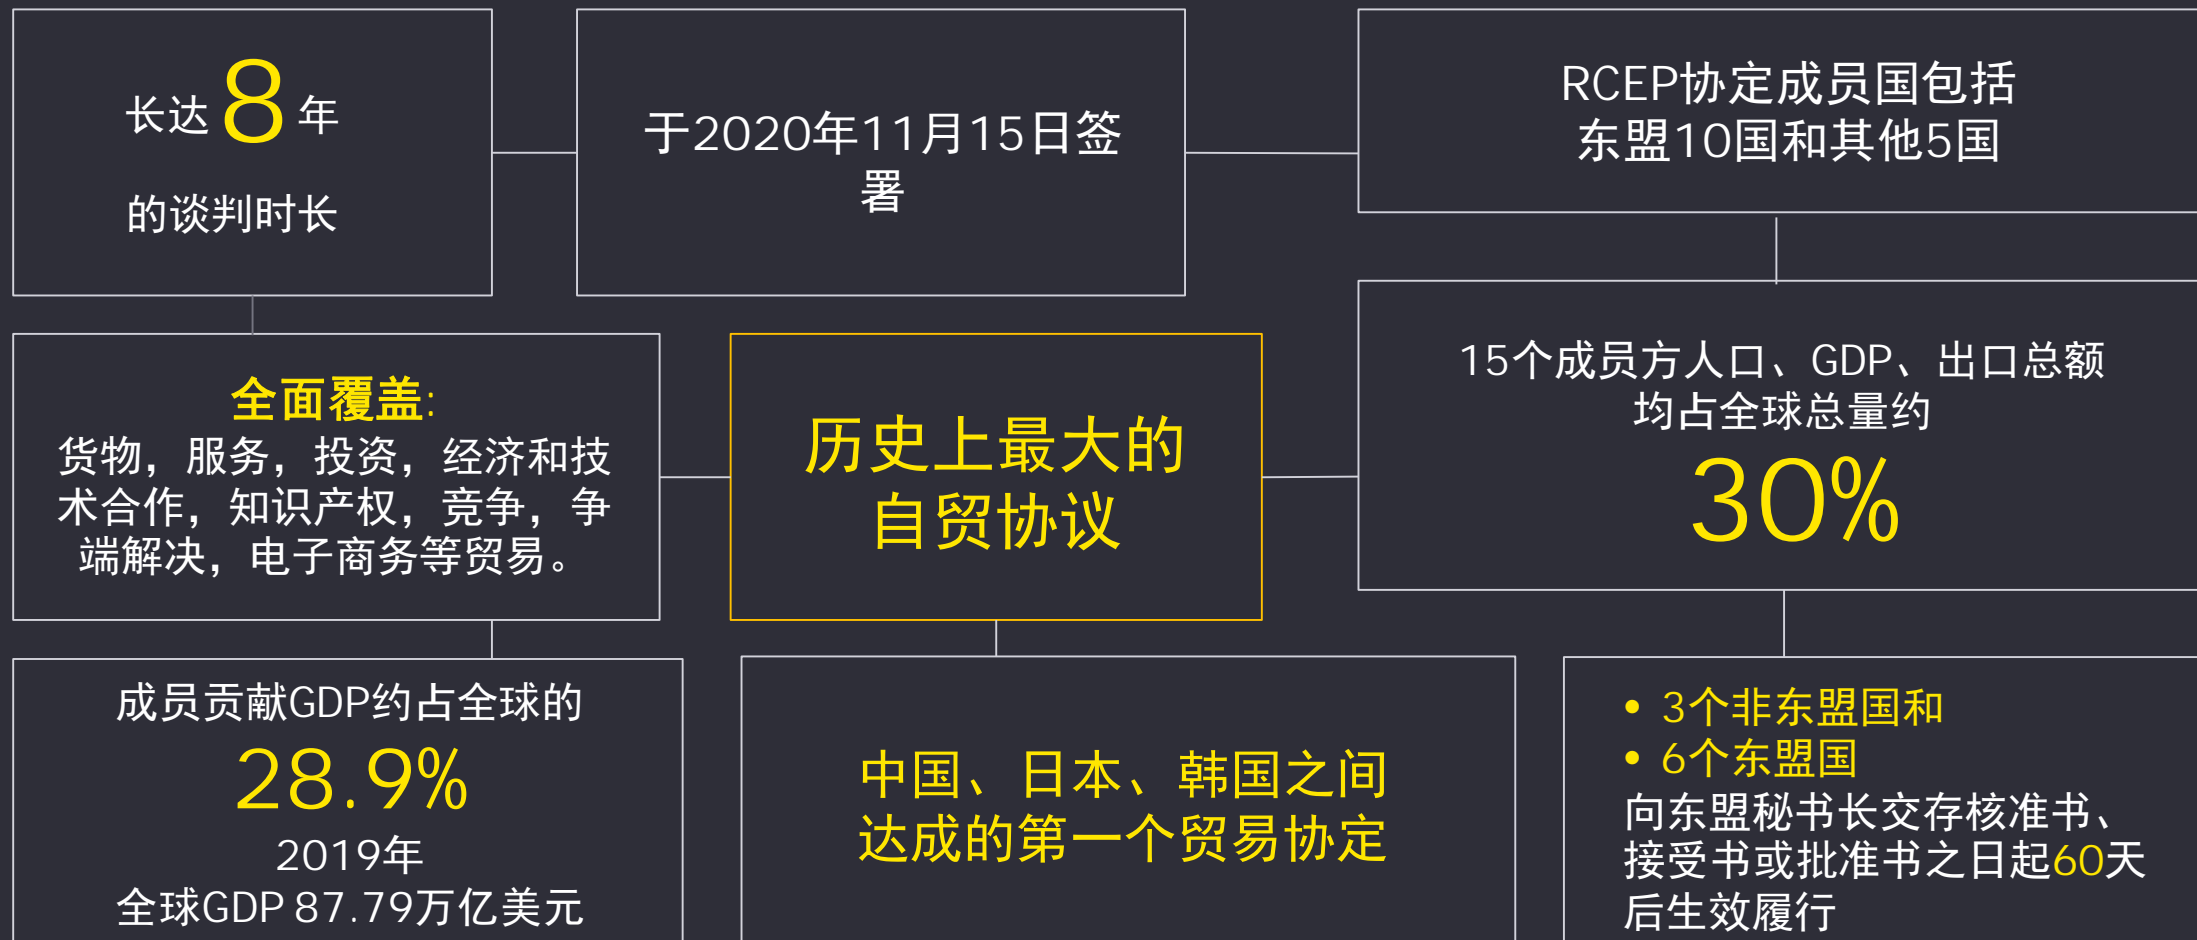 长达8年
的谈判时长
于2020年11月15日签
署
RCEP协定成员国包括
东盟10国和其他5国
全面覆盖:
货物，服务，投资，经济和技
术合作，知识产权，竞争，争
端解决，电子商务等贸易。
历史上最大的
自贸协议
15个成员方人口、GDP、出口总额
均占全球总量约
30%
成员贡献GDP约占全球的
28.9%
2019年
全球GDP 87.79万亿美元
中国、日本、韩国之间
达成的第一个贸易协定
• 3个非东盟国和
• 6个东盟国
向东盟秘书长交存核准书、
接受书或批准书之日起60天
后生效履行